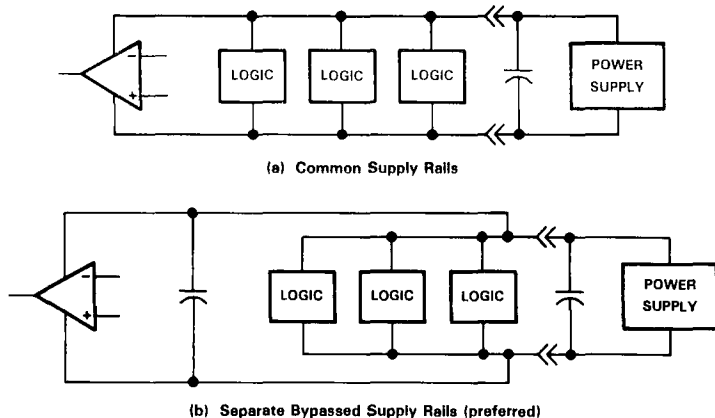 LOGIC LOGIC LOGIC POWER SUPPLY
(a) Common Supply Rails
LOGIC LOGIC LOGIC POWER SUPPLY
(b) Separate Bypassed Supply Rails (preferred)